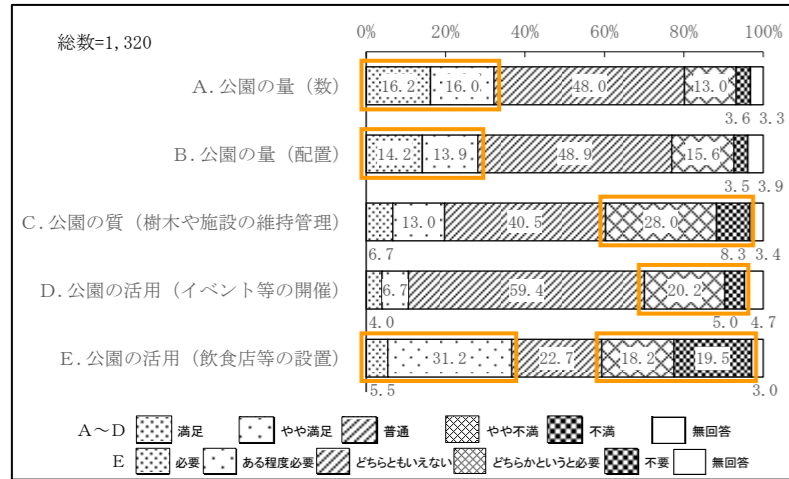 総数=1,320
0% 20% 40% 60% 80% 100%
A.公園の量（数） 16.2 16.0 48.0 13.0
3.6 3.3
B.公園の量（配置） 14.2 13.9 48.9 15.6
3.5 3.9
C.公園の質（樹木や施設の維持管理） 13.0 40.5 28.0
6.7 8.3 3.4
D.公園の活用（イベント等の開催） 6.7 59.4 20.2
4.0 5.0 4.7
E.公園の活用（飲食店等の設置） 31.2 22.7 18.2 19.5
5.5 3.0
A～D 満足 やや満足 普通 やや不満 不満 無回答
E 必要 ある程度必要 どちらともいえない どちらかというと必要 不要 無回答